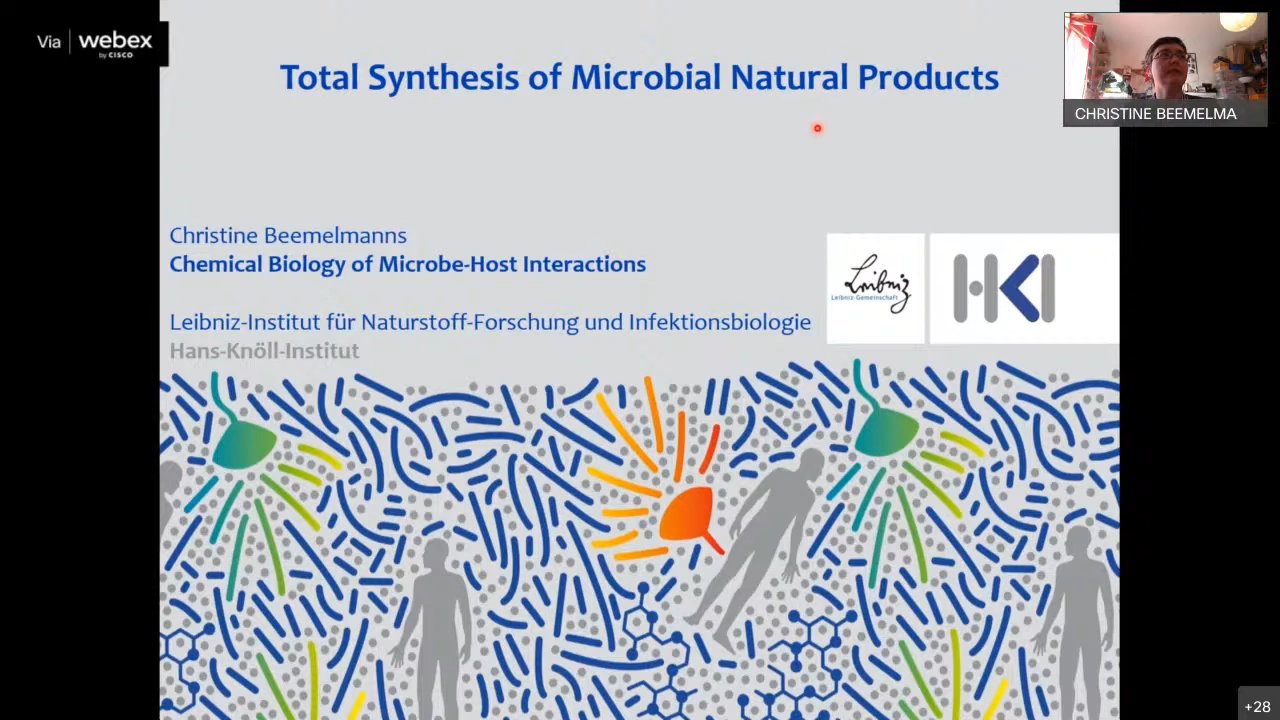 Via webex
by CISCO
Total Synthesis of Microbial Natural Products
CHRISTINE BEEMELMA
Christine Beemelmanns
Chemical Biology of Microbe-Host Interactions
Leibniz
Leibniz-Gemeinschaft
HKI
Leibniz-Institut für Naturstoff-Forschung und Infektionsbiologie
Hans-Knöll-Institut
+28